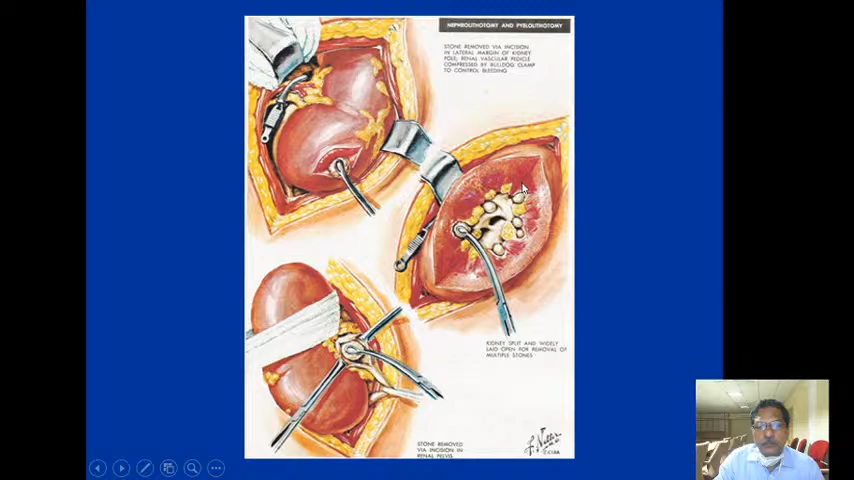 NEPHROLITHOTOMY AND PYELOLITHOTOMY
STONE REMOVED VIA INCISION
IN LATERAL MARGIN OF KIDNEY
POLE; RENAL VASCULAR PEDICLE
COMPRESSED BY BULLDOG CLAMP
TO CONTROL BLEEDING
KIDNEY SPLIT AND WIDELY
LAID OPEN FOR REMOVAL OF
MULTIPLE STONES
STONE REMOVED
VIA INCISION IN
RENAL PELVIS
F. Netter
M.D.
©CIBA